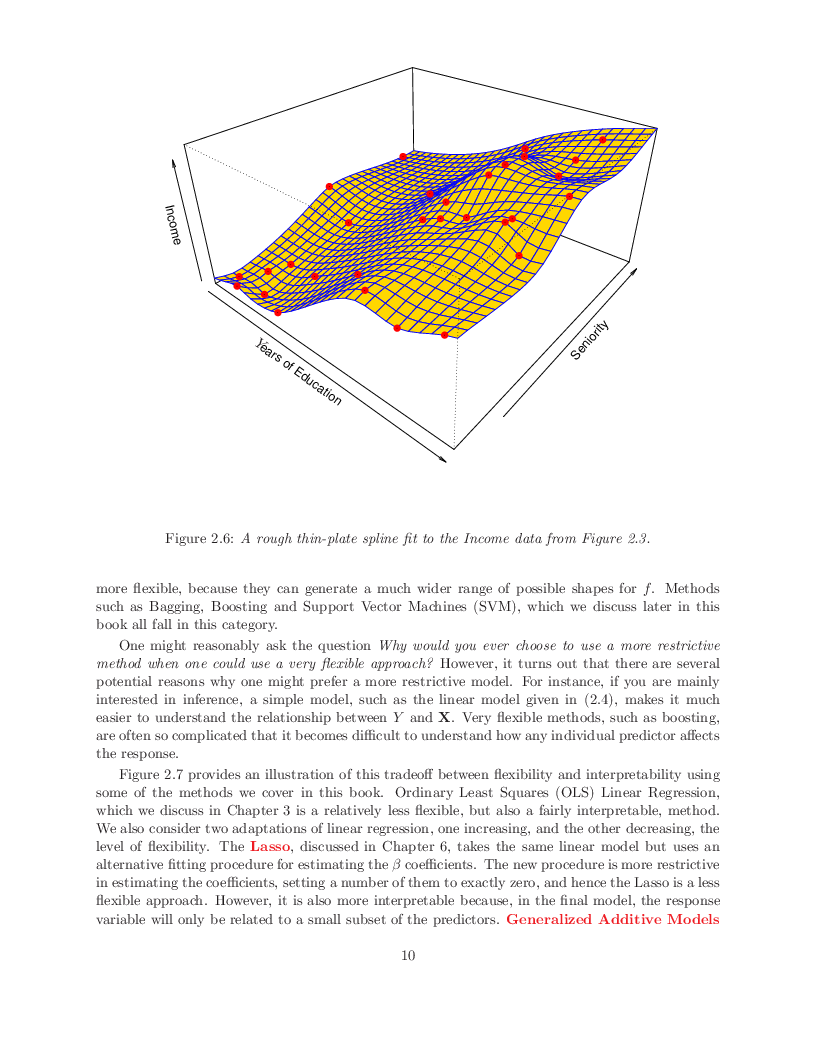 Income
Years of Education
Seniority
Figure 2.6: A rough thin-plate spline fit to the Income data from Figure 2.3.
more flexible, because they can generate a much wider range of possible shapes for f. Methods
such as Bagging, Boosting and Support Vector Machines (SVM), which we discuss later in this
book all fall in this category.
One might reasonably ask the question Why would you ever choose to use a more restrictive
method when one could use a very flexible approach? However, it turns out that there are several
potential reasons why one might prefer a more restrictive model. For instance, if you are mainly
interested in inference, a simple model, such as the linear model given in (2.4), makes it much
easier to understand the relationship between Y and X. Very flexible methods, such as boosting,
are often so complicated that it becomes difficult to understand how any individual predictor affects
the response.
Figure 2.7 provides an illustration of this tradeoff between flexibility and interpretability using
some of the methods we cover in this book. Ordinary Least Squares (OLS) Linear Regression,
which we discuss in Chapter 3 is a relatively less flexible, but also a fairly interpretable, method.
We also consider two adaptations of linear regression, one increasing, and the other decreasing, the
level of flexibility. The Lasso, discussed in Chapter 6, takes the same linear model but uses an
alternative fitting procedure for estimating the β coefficients. The new procedure is more restrictive
in estimating the coefficients, setting a number of them to exactly zero, and hence the Lasso is a less
flexible approach. However, it is also more interpretable because, in the final model, the response
variable will only be related to a small subset of the predictors. Generalized Additive Models
10